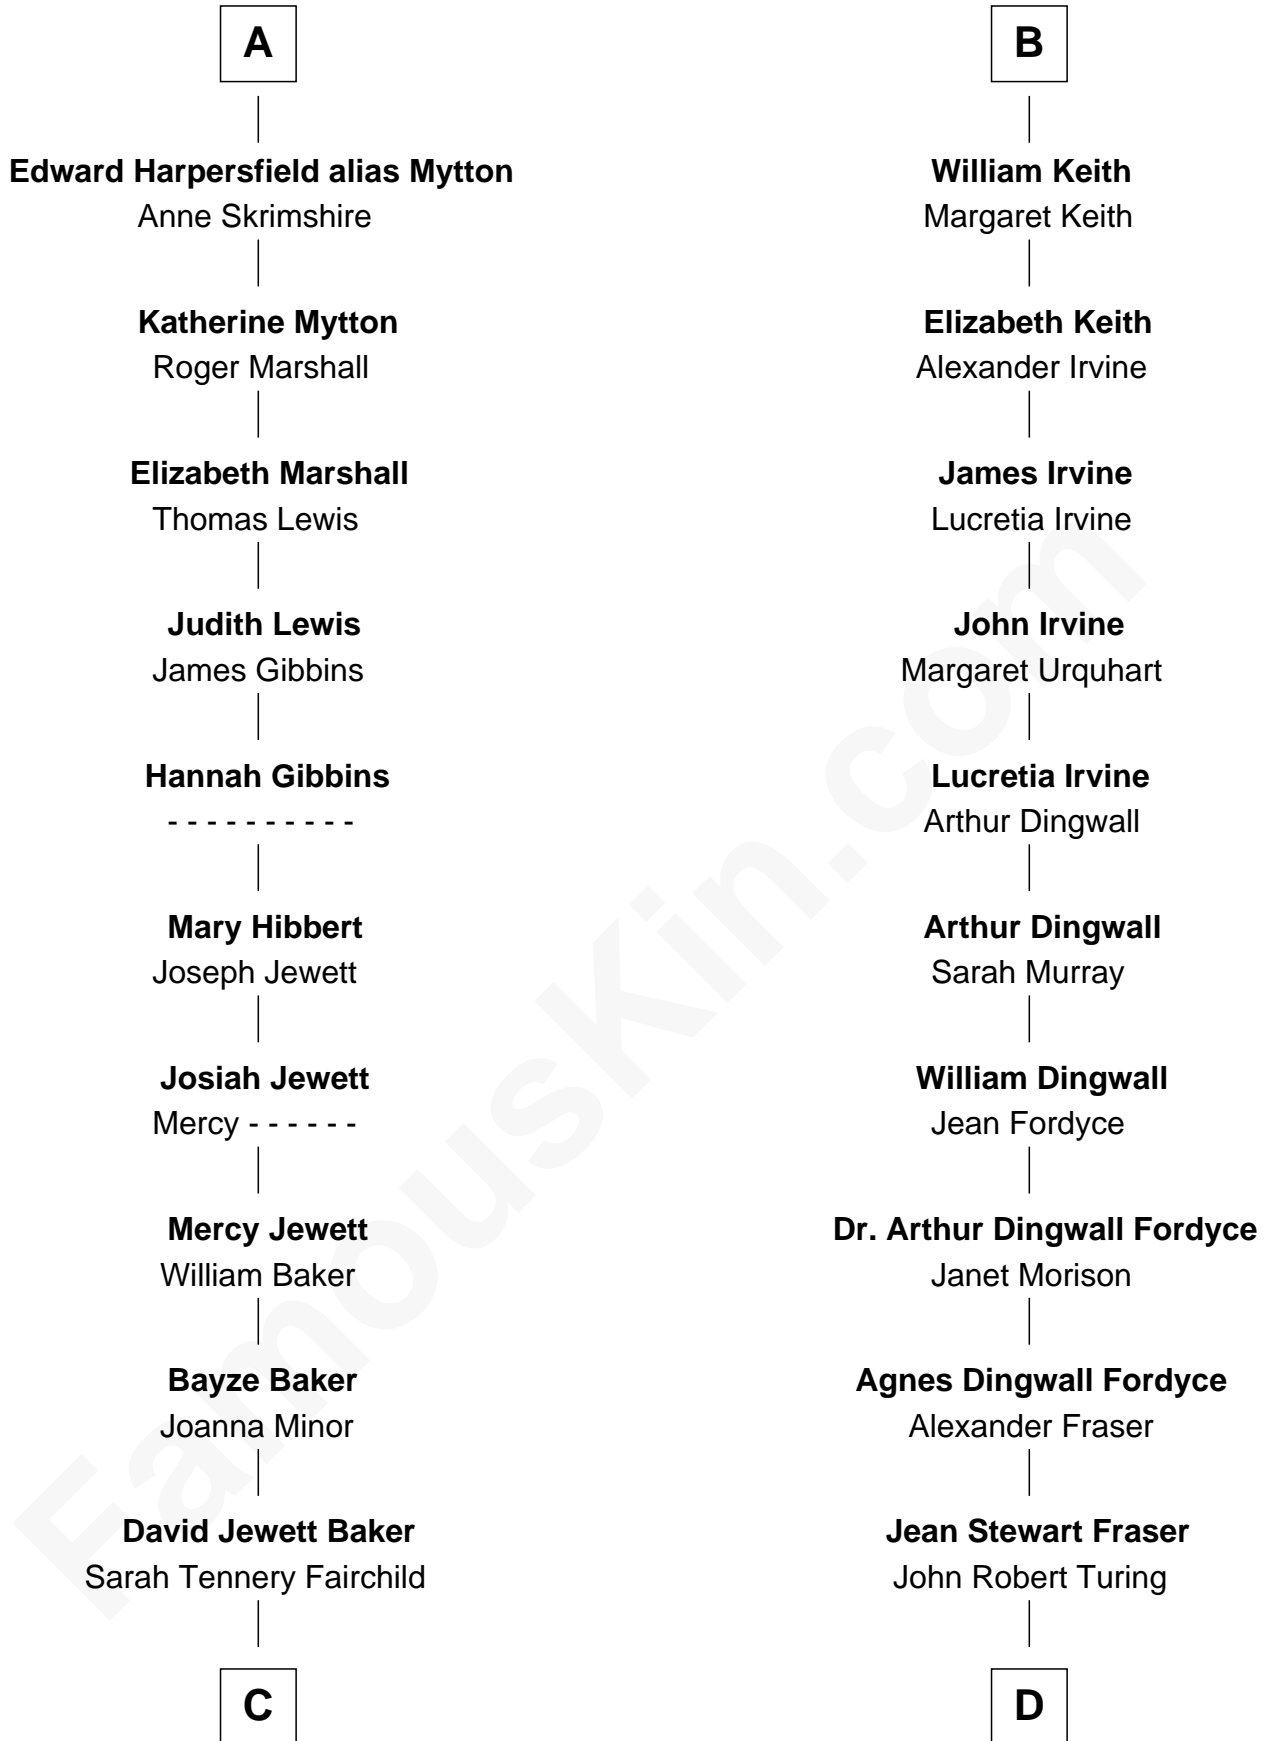 A
Edward Harpersfield alias Mytton
Anne Skrimshire
Katherine Mytton
Roger Marshall
Elizabeth Marshall
Thomas Lewis
Judith Lewis
James Gibbins
Hannah Gibbins
- - - - - - - - - -
Mary Hibbert
Joseph Jewett
Josiah Jewett
Mercy - - - - - -
Mercy Jewett
William Baker
Bayze Baker
Joanna Minor
David Jewett Baker
Sarah Tennery Fairchild
C
B
William Keith
Margaret Keith
Elizabeth Keith
Alexander Irvine
James Irvine
Lucretia Irvine
John Irvine
Margaret Urquhart
Lucretia Irvine
Arthur Dingwall
Arthur Dingwall
Sarah Murray
William Dingwall
Jean Fordyce
Dr. Arthur Dingwall Fordyce
Janet Morison
Agnes Dingwall Fordyce
Alexander Fraser
Jean Stewart Fraser
John Robert Turing
D
FamousKin.com